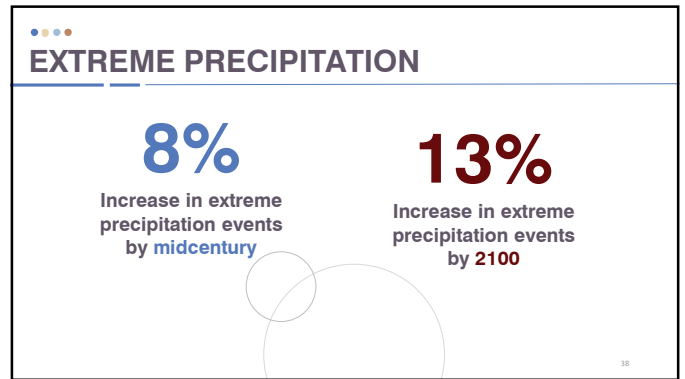 EXTREME PRECIPITATION
8%
Increase in extreme
precipitation events
by midcentury
13%
Increase in extreme
precipitation events
by 2100
38